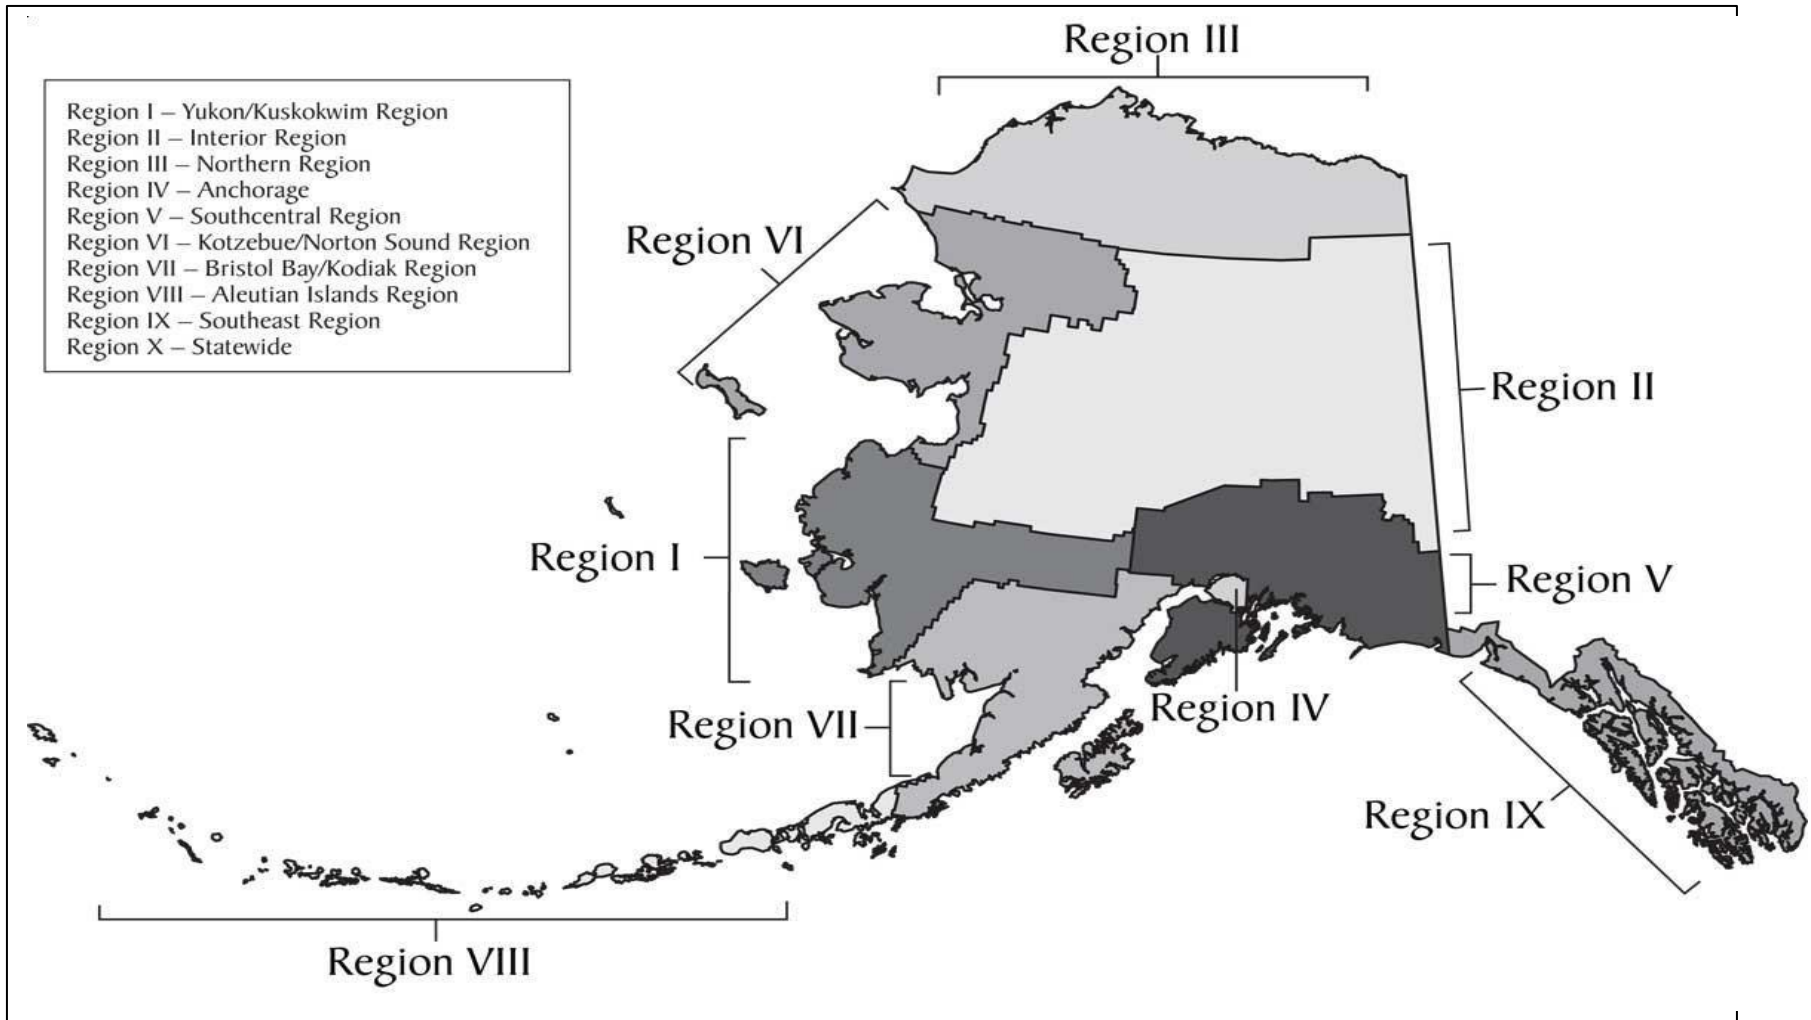 Region III
Region I – Yukon/Kuskokwim Region
Region II – Interior Region
Region III – Northern Region
Region IV – Anchorage
Region V – Southcentral Region
Region VI – Kotzebue/Norton Sound Region
Region VII – Bristol Bay/Kodiak Region
Region VIII – Aleutian Islands Region
Region IX – Southeast Region
Region X – Statewide
Region VI
Region II
Region I
Region V
Region IV
Region VII
Region IX
Region VIII